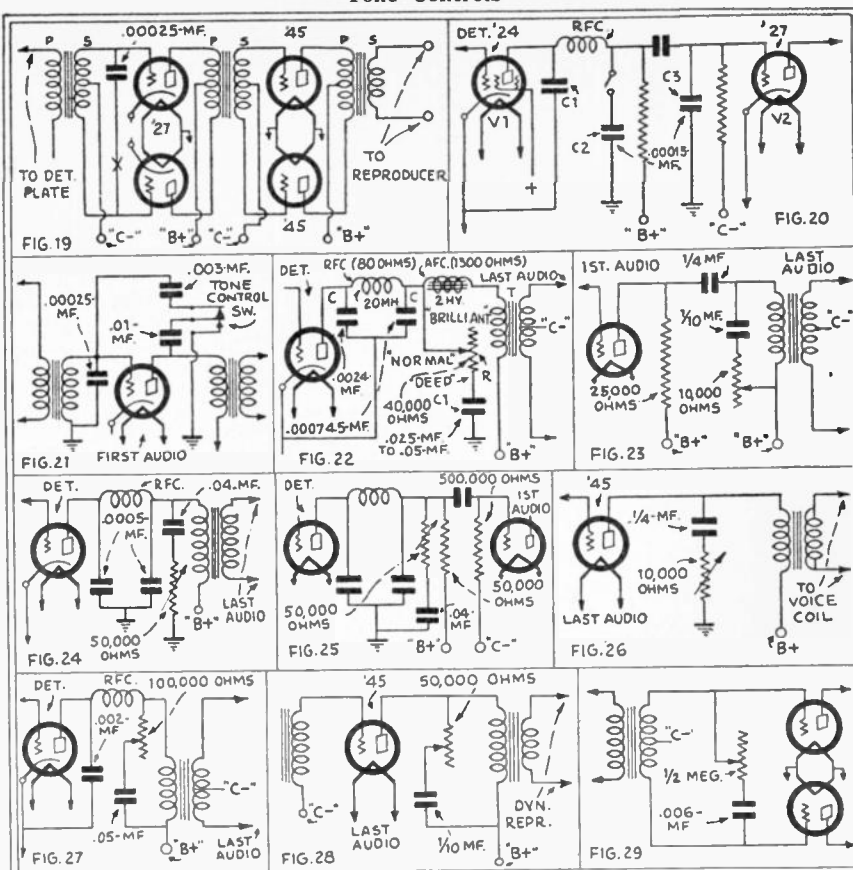 P
S
.00025-MF.
'27
P
S
'45
'45
P
S
TO DET.
PLATE
X
"C-"
"B+"
"C-"
"B+"
TO
REPRODUCER
FIG.19
DET.'24
RFC
'27
C1
C3
V1
V2
C2
.00015-
MF.
+
"B+"
"C-"
FIG.20
.00025-
MF.
.003-MF.
TONE
CONTROL
SW.
.01-
MF.
FIRST AUDIO
FIG.21
RFC (80 OHMS)
AFC.(1300 OHMS)
DET.
LAST AUDIO
20MH
2HY.
T
C
C
"BRILLIANT"
"C-"
"NORMAL"
.0024-
MF
"DEEP"
R
40,000
OHMS
C1
.000745-MF.
.025-MF.
TO .05-MF.
"B+"
FIG.22
1ST. AUDIO
1/4 MF.
LAST
AUDIO
1/10 MF.
"C-"
25,000
OHMS
10,000
OHMS
"B+"
"B+"
FIG.23
DET.
RFC.
.04-MF.
.0005-
MF.
50,000
OHMS
"B+"
LAST
AUDIO
FIG.24
DET.
500,000 OHMS
1ST
AUDIO
50,000
OHMS
.04-
MF
50,000
OHMS
"B+"
"C-"
FIG.25
'45
1/4-MF.
10,000
OHMS
TO
VOICE
COIL
LAST AUDIO
B+
FIG.26
DET.
RFC.
100,000 OHMS
.002-
MF
"C-"
.05-MF
"B+"
LAST
AUDIO
FIG.27
'45
50,000 OHMS
"C-"
LAST
AUDIO
1/10 MF.
"B+"
DYN.
REPR.
FIG.28
"C-"
1/2 MEG.
.006-
MF
FIG.29